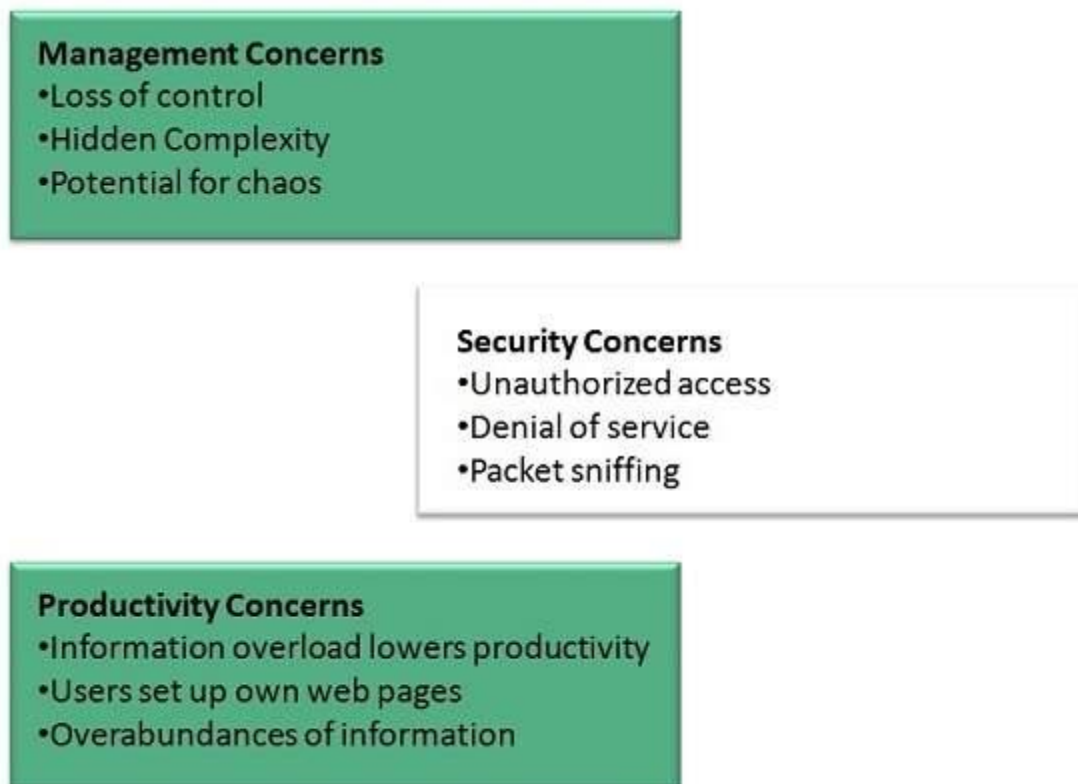 Management Concerns
•Loss of control
•Hidden Complexity
•Potential for chaos
Security Concerns
•Unauthorized access
•Denial of service
•Packet sniffing
Productivity Concerns
•Information overload lowers productivity
•Users set up own web pages
•Overabundances of information